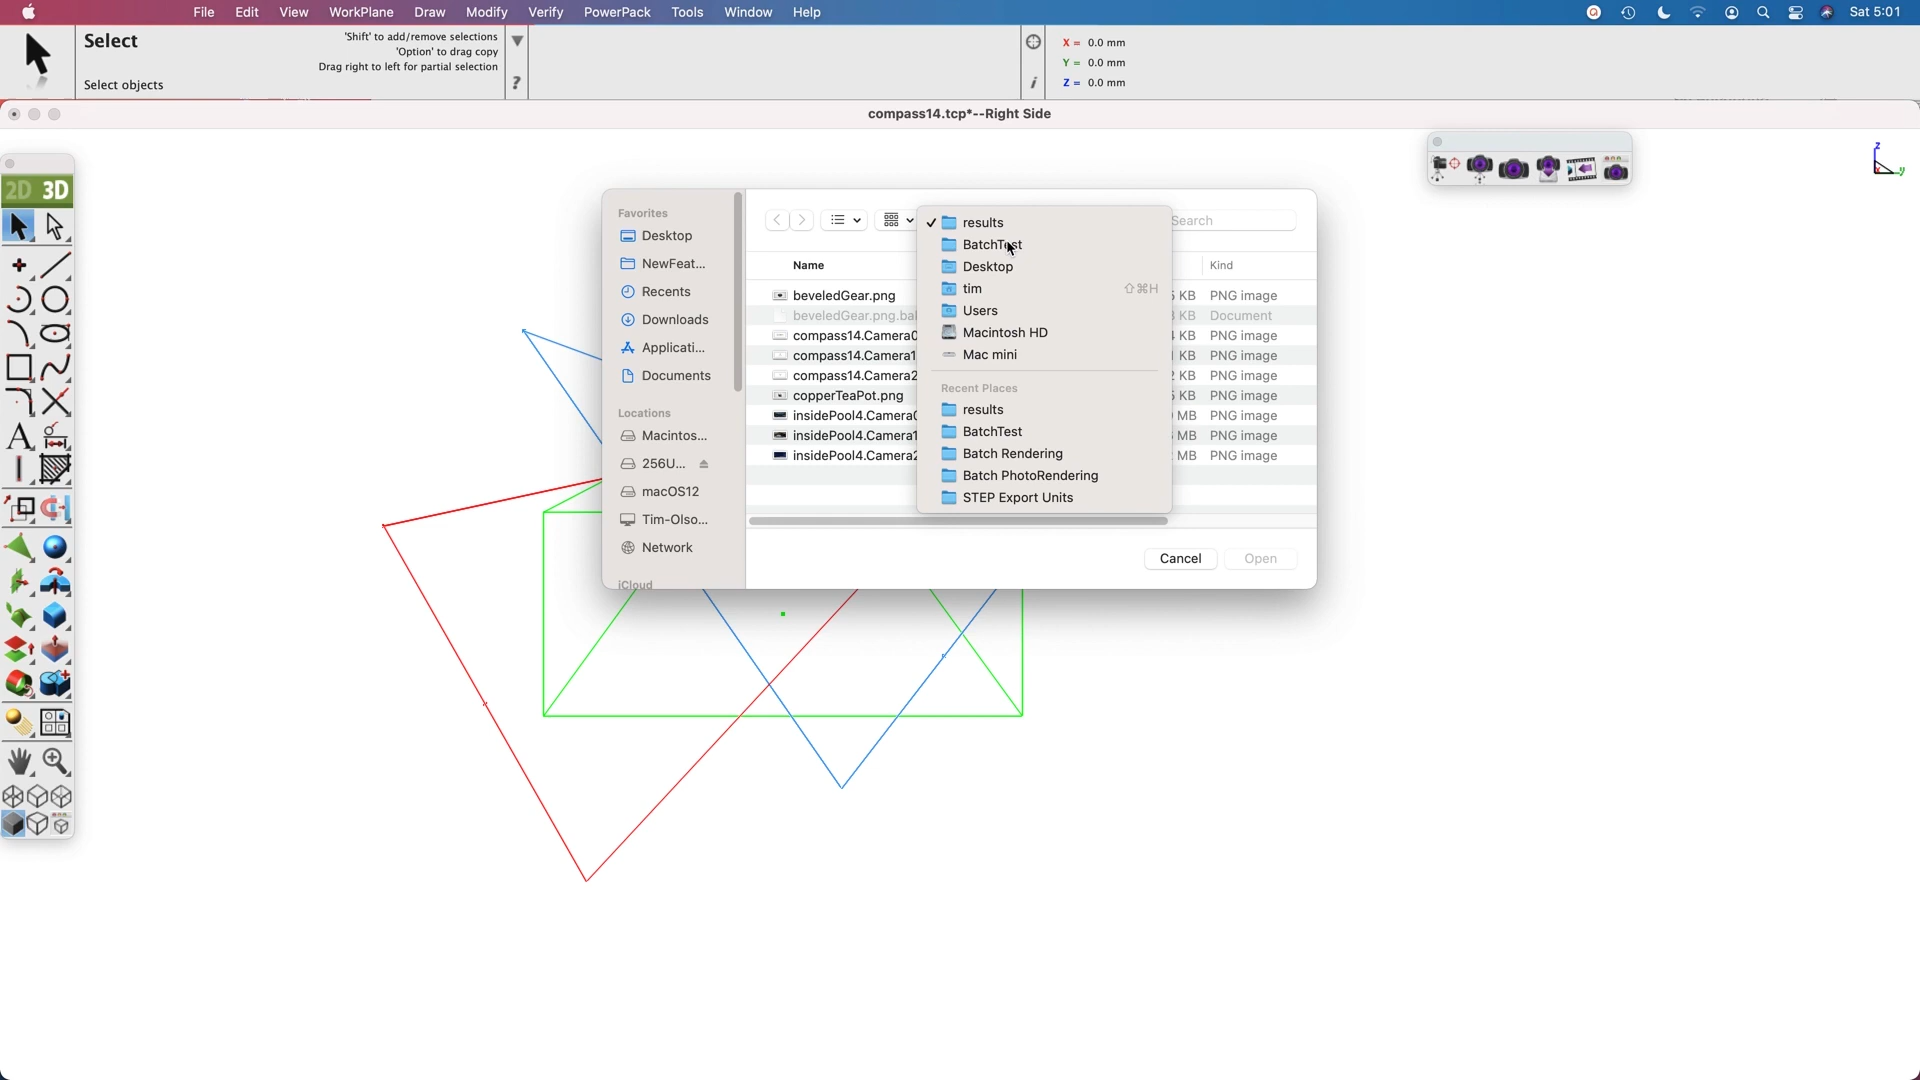 File Edit View WorkPlane Draw Modify Verify PowerPack Tools Window Help Sat 5:01
Select
Select objects
'Shift' to add/remove selections
'Option' to drag copy
Drag right to left for partial selection
?
i
X = 0.0 mm
Y = 0.0 mm
Z = 0.0 mm
compass14.tcp*--Right Side
z
y
2D 3D
A
Favorites
Desktop
NewFeat...
Recents
Downloads
Applicati...
Documents
Locations
Macintos...
256U...
macOS12
Tim-Olso...
Network
iCloud
Search
Name Kind
beveledGear.png KB PNG image
beveledGear.png.ba KB Document
compass14.Camera0 KB PNG image
compass14.Camera1 KB PNG image
compass14.Camera2 KB PNG image
copperTeaPot.png KB PNG image
insidePool4.Camera0 MB PNG image
insidePool4.Camera1 MB PNG image
insidePool4.Camera2 MB PNG image
✓ results
BatchTest
Desktop
tim ⇧⌘H
Users
Macintosh HD
Mac mini
Recent Places
results
BatchTest
Batch Rendering
Batch PhotoRendering
STEP Export Units
Cancel Open